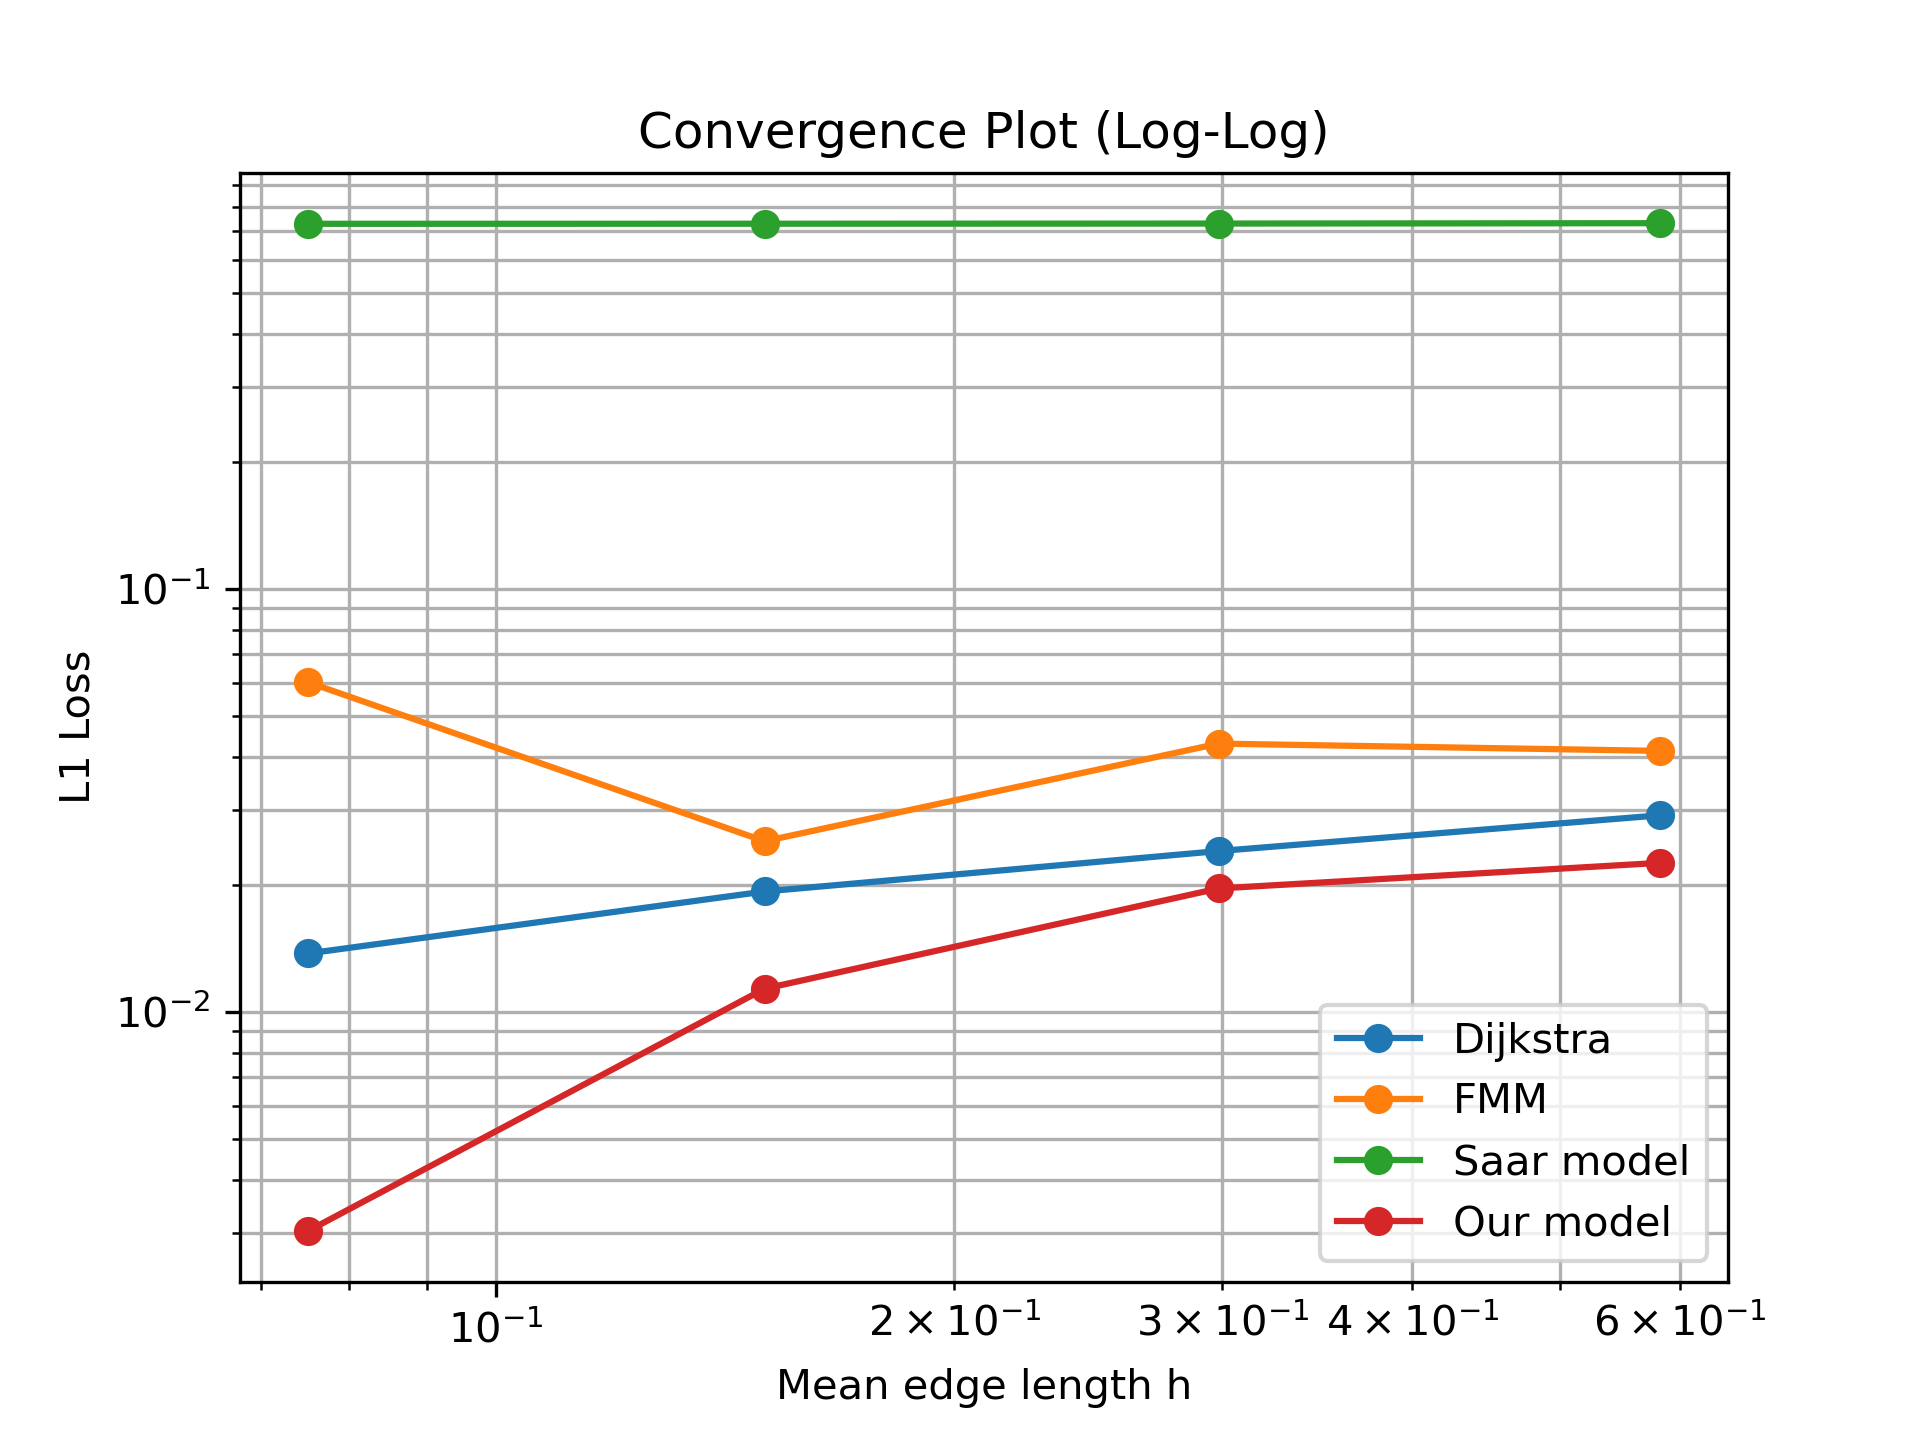 Convergence Plot (Log-Log)
L1 Loss
10⁻¹
10⁻²
Dijkstra
FMM
Saar model
Our model
10⁻¹ 2 × 10⁻¹ 3 × 10⁻¹ 4 × 10⁻¹ 6 × 10⁻¹
Mean edge length h